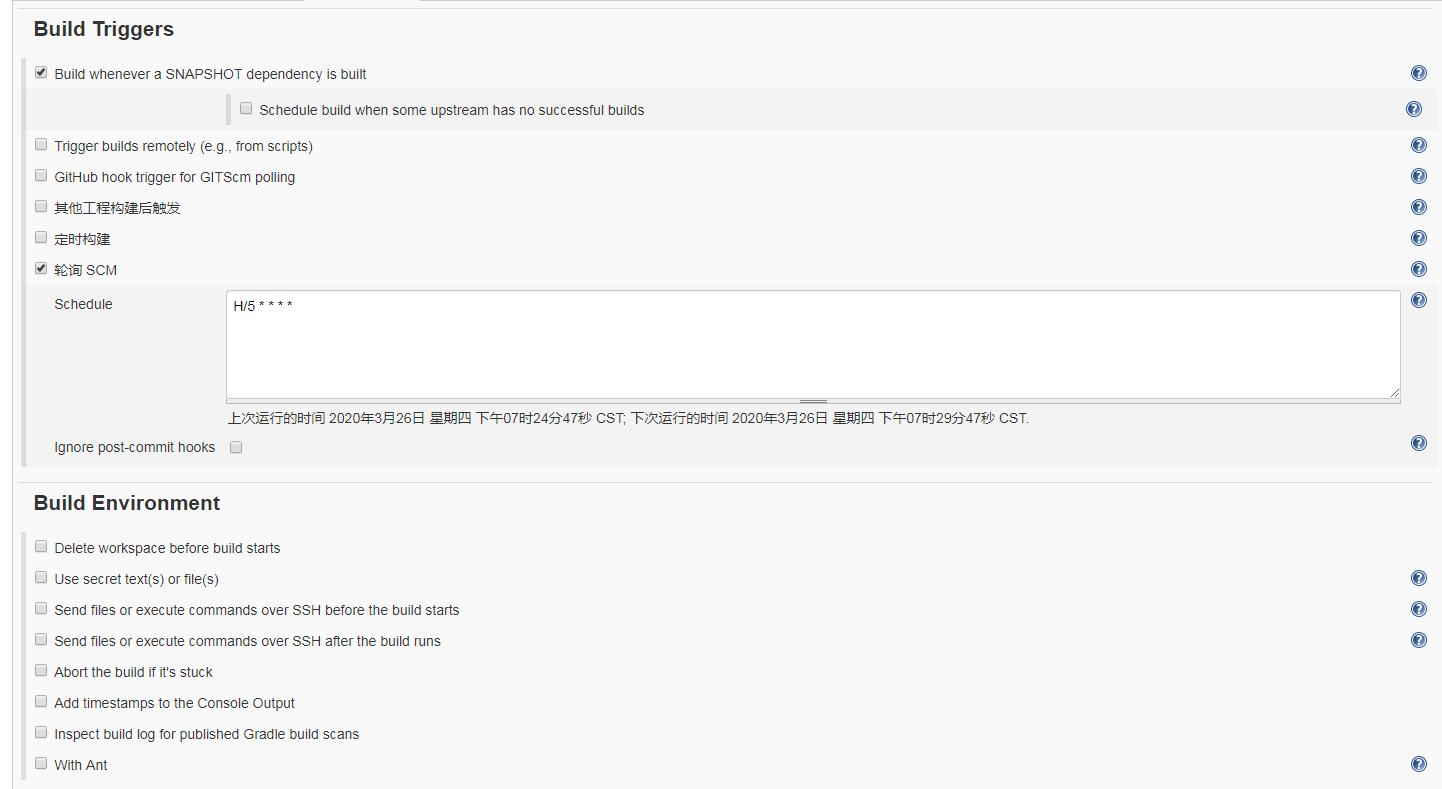 Build Triggers
Build whenever a SNAPSHOT dependency is built
Schedule build when some upstream has no successful builds
Trigger builds remotely (e.g., from scripts)
GitHub hook trigger for GITScm polling
其他工程构建后触发
定时构建
轮询 SCM
Schedule
H/5 * * * *
上次运行的时间 2020年3月26日 星期四 下午07时24分47秒 CST; 下次运行的时间 2020年3月26日 星期四 下午07时29分47秒 CST.
Ignore post-commit hooks
Build Environment
Delete workspace before build starts
Use secret text(s) or file(s)
Send files or execute commands over SSH before the build starts
Send files or execute commands over SSH after the build runs
Abort the build if it's stuck
Add timestamps to the Console Output
Inspect build log for published Gradle build scans
With Ant